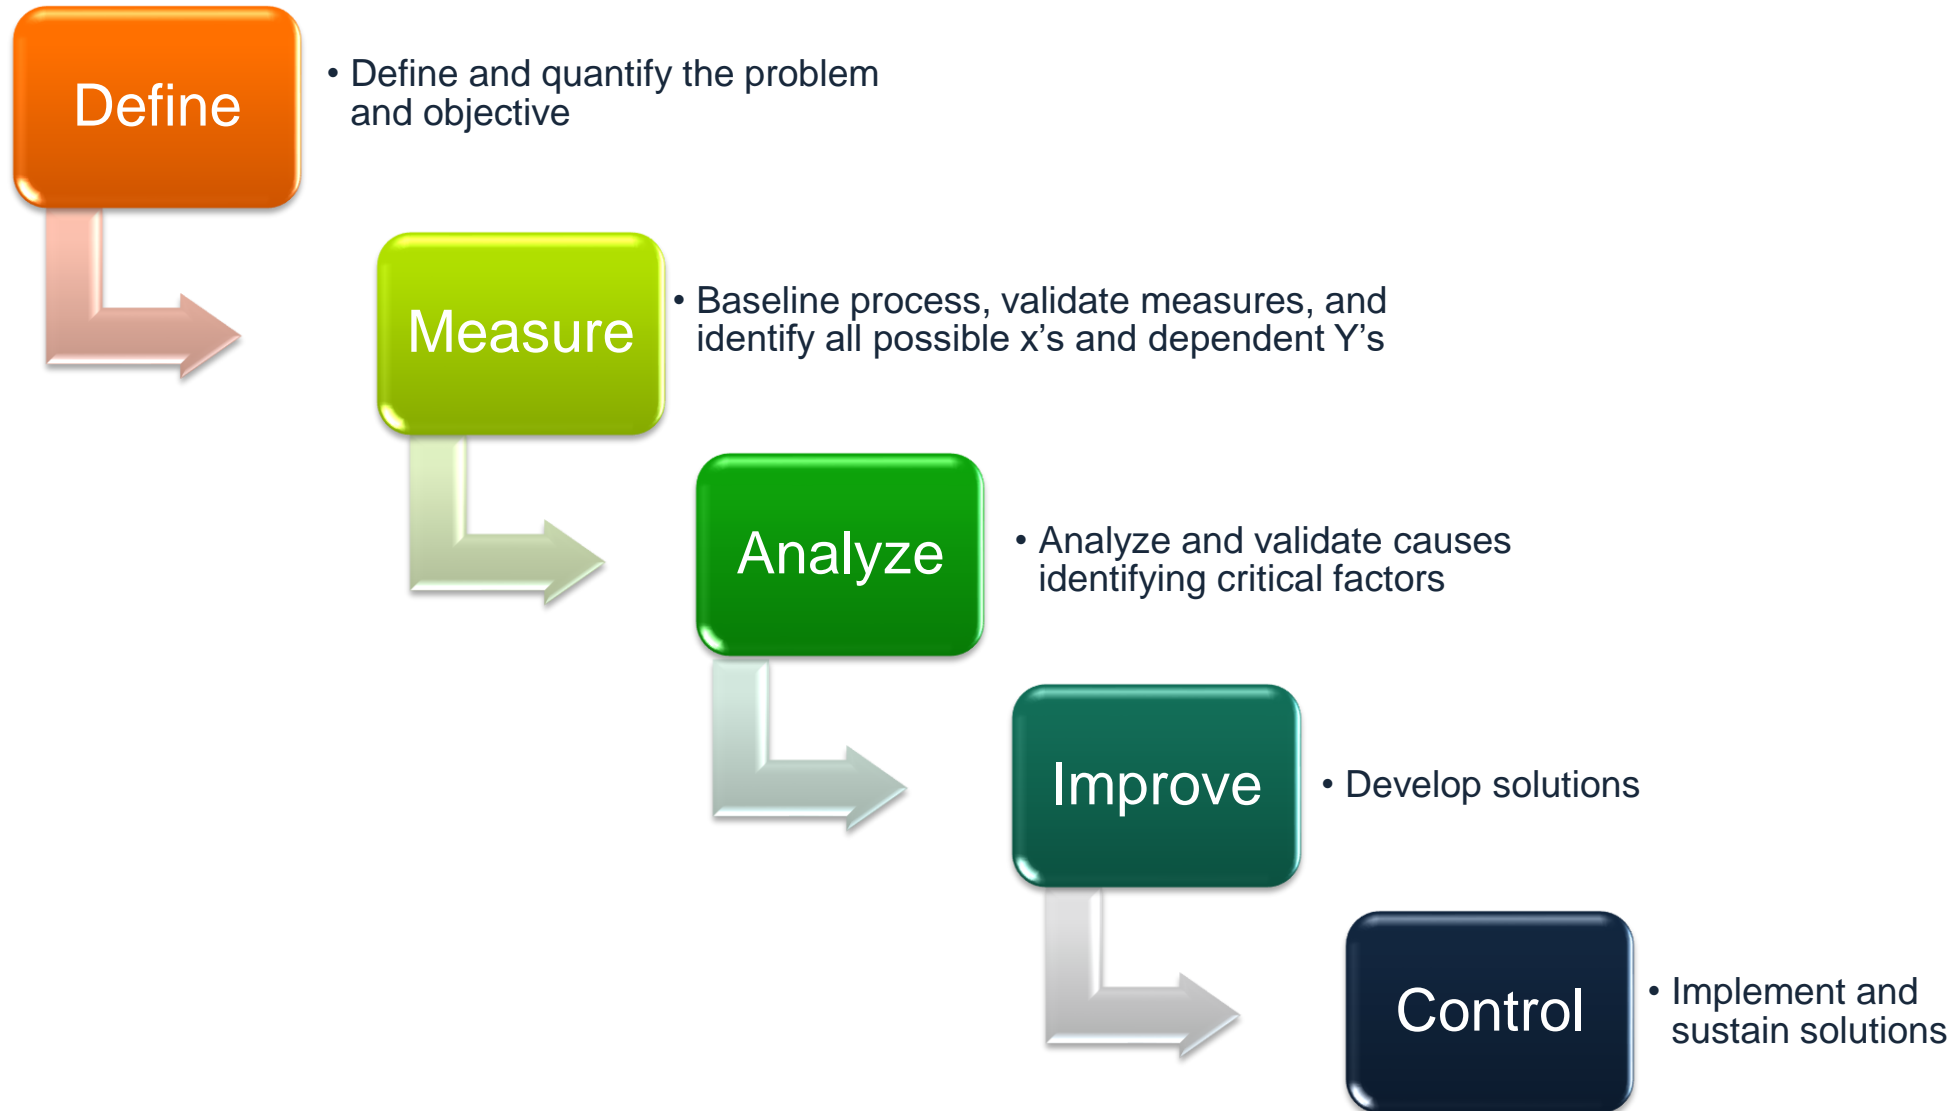 Define
• Define and quantify the problem
and objective
Measure
• Baseline process, validate measures, and
identify all possible x’s and dependent Y’s
Analyze
• Analyze and validate causes
identifying critical factors
Improve
• Develop solutions
Control
• Implement and
sustain solutions